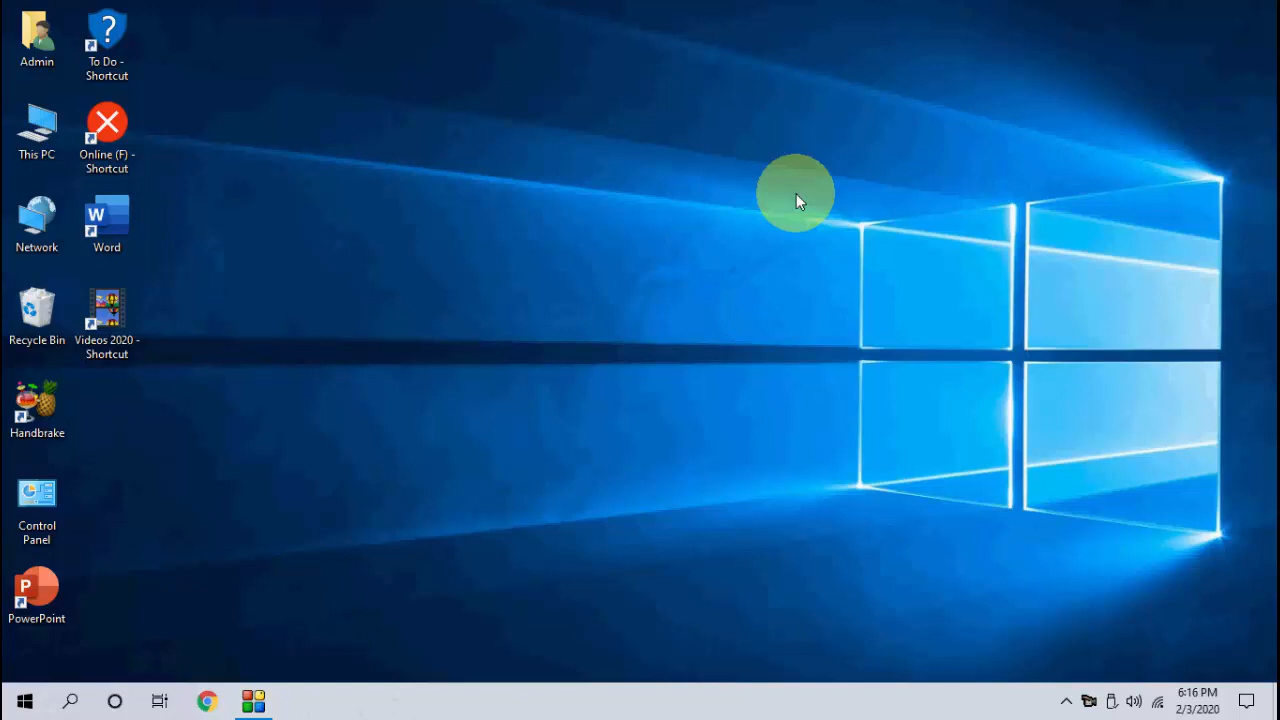 Admin
To Do -
Shortcut
This PC
Online (F) -
Shortcut
Network
Word
Recycle Bin
Videos 2020 -
Shortcut
Handbrake
Control
Panel
PowerPoint
6:16 PM
2/3/2020